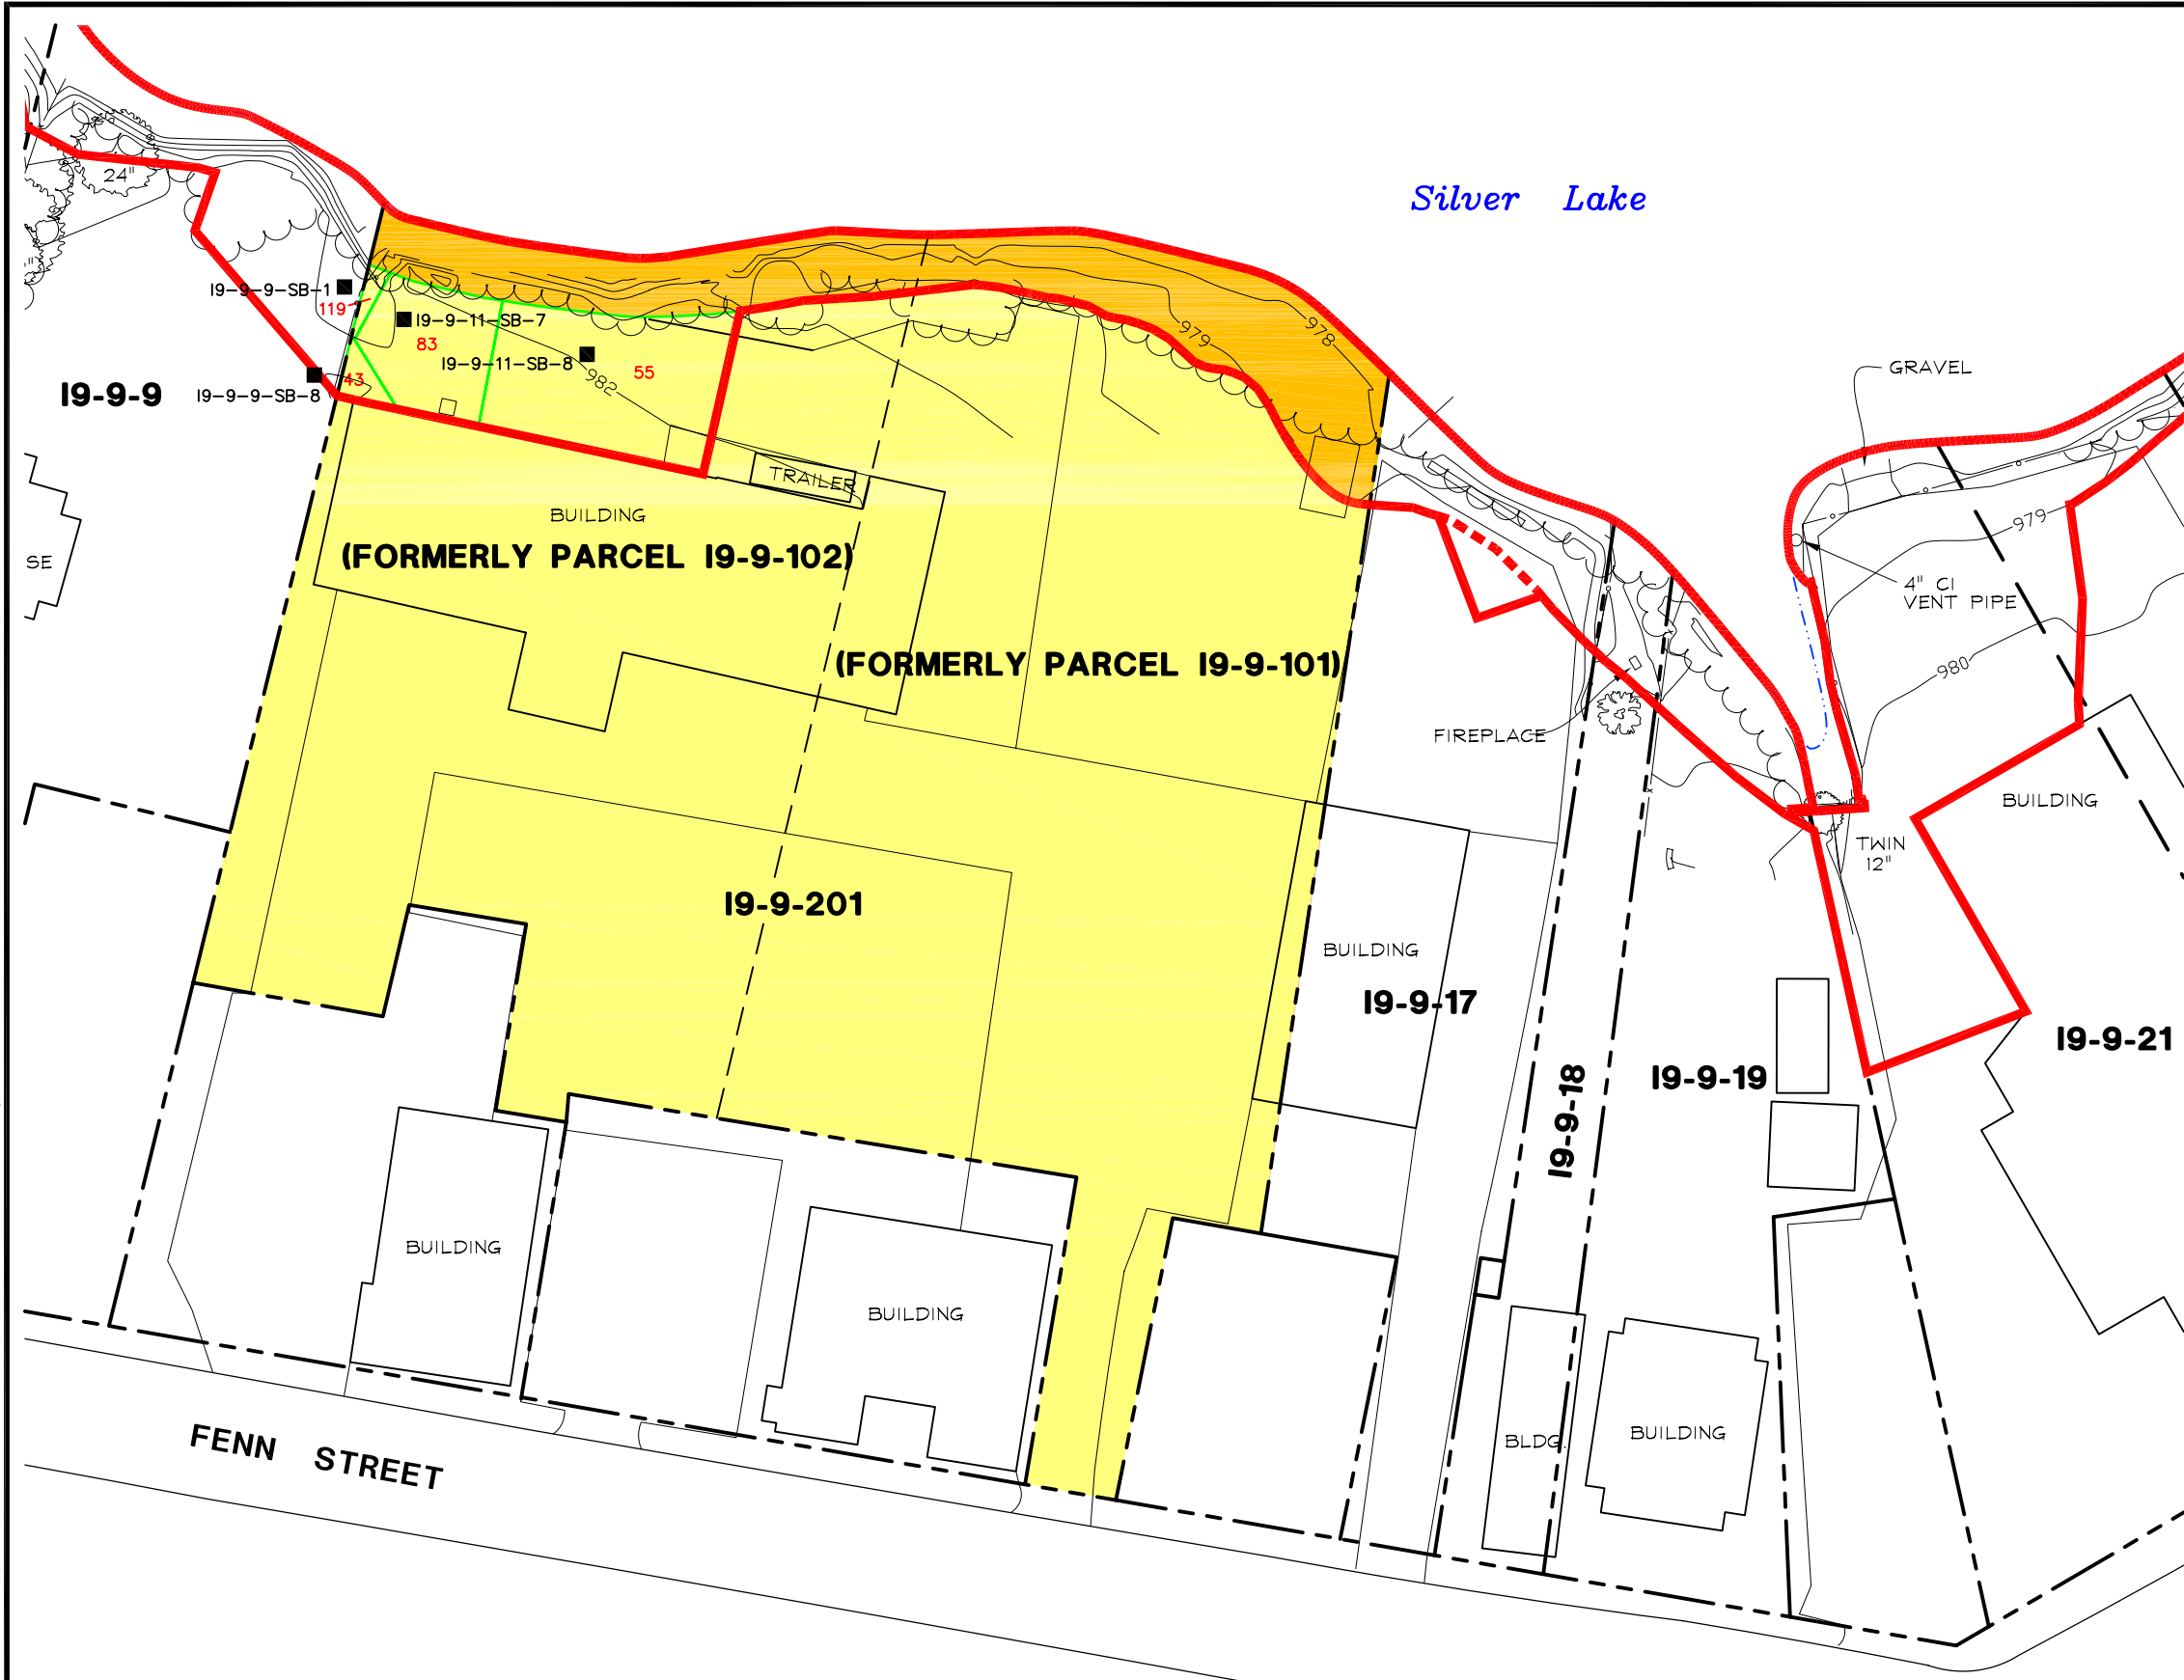 Silver Lake
24"
I9-9-9-SB-1
119
I9-9-11-SB-7
83
I9-9-11-SB-8
55
982
43
I9-9-9-SB-8
I9-9-9
979
978
GRAVEL
979
TRAILER
BUILDING
(FORMERLY PARCEL I9-9-102)
SE
4" CI
VENT PIPE
(FORMERLY PARCEL I9-9-101)
980
FIREPLACE
BUILDING
TWIN
12"
I9-9-201
BUILDING
I9-9-17
I9-9-18
I9-9-19
I9-9-21
BUILDING
BUILDING
BLDG.
BUILDING
FENN STREET